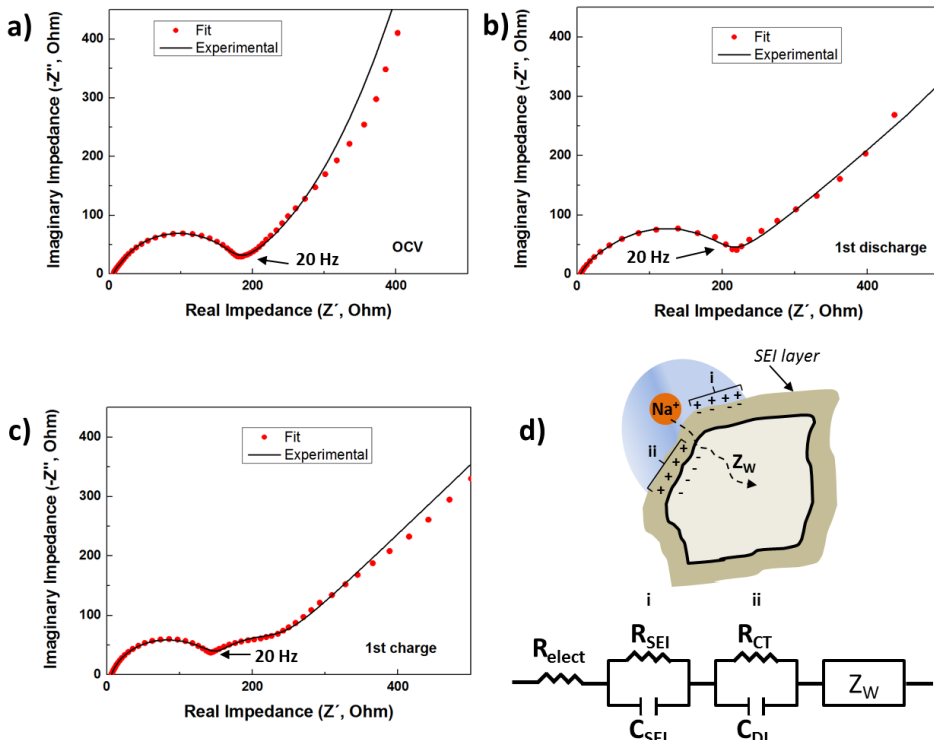 a)
400
300
200
100
0
0
200
400
Imaginary Impedance (-Z'', Ohm)
Real Impedance (Z´, Ohm)
Fit
Experimental
20 Hz
OCV
b)
400
300
200
100
0
0
200
400
Imaginary Impedance (-Z'', Ohm)
Real Impedance (Z´, Ohm)
Fit
Experimental
20 Hz
1st discharge
c)
400
300
200
100
0
0
200
400
Imaginary Impedance (-Z'', Ohm)
Real Impedance (Z´, Ohm)
Fit
Experimental
20 Hz
1st charge
d)
SEI layer
i
+ + + +
- - - -
Na+
ii
+ + + +
- - - - -
ZW
i
ii
Relect
RSEI
CSEI
RCT
CDL
ZW